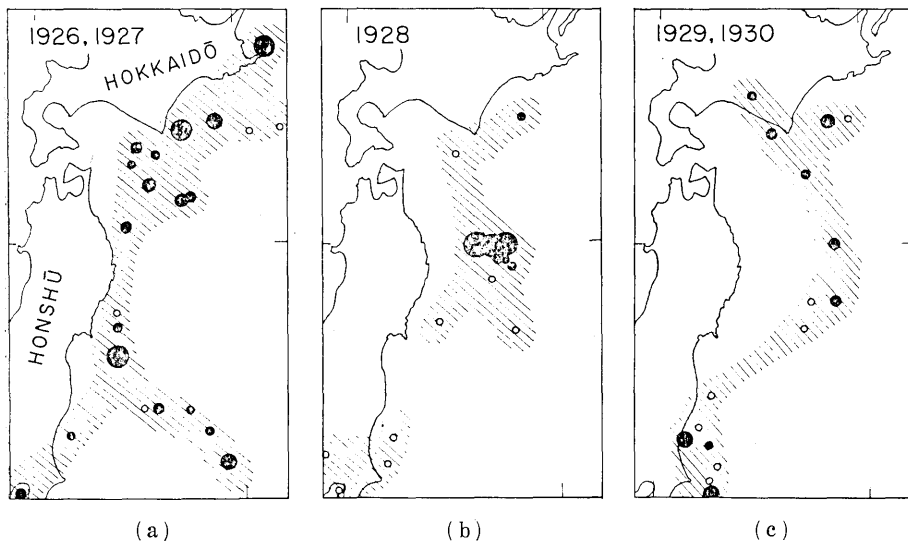 1926, 1927
HOKKAIDŌ
HONSHŪ
(a)
1928
(b)
1929, 1930
(c)